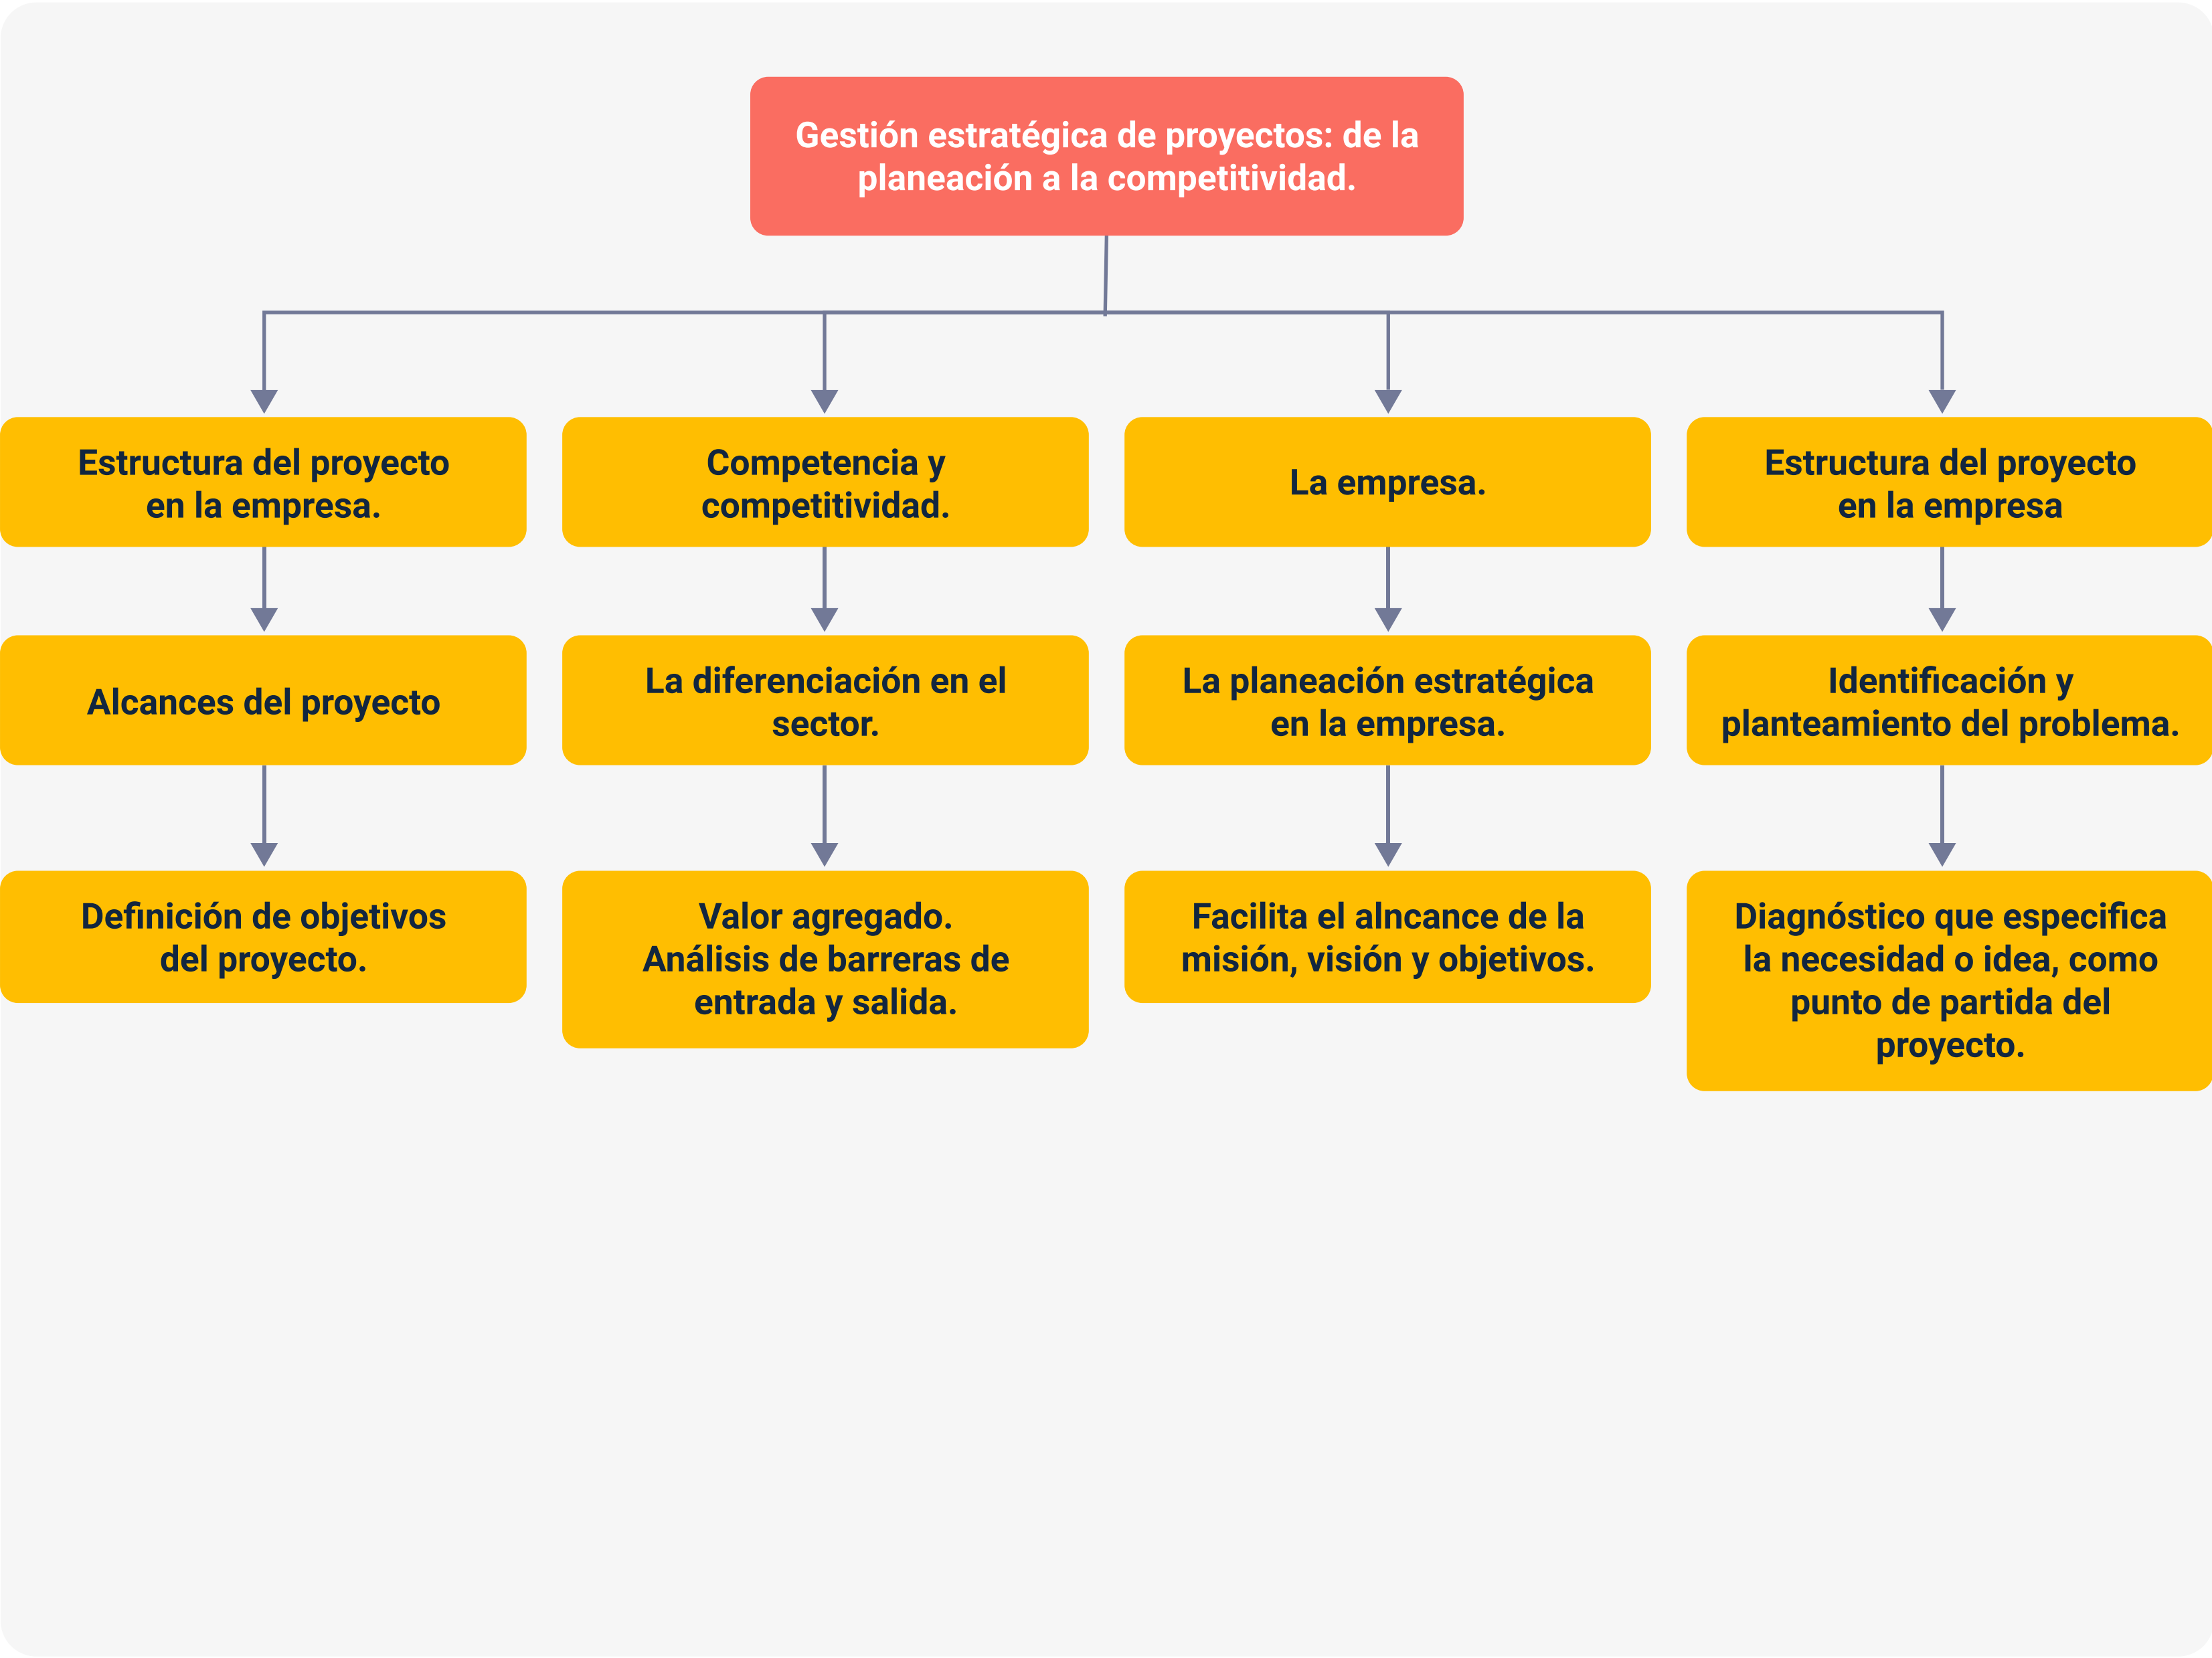 Gestión estratégica de proyectos: de la
planeación a la competitividad.
Estructura del proyecto
en la empresa.
Competencia y
competitividad.
La empresa.
Estructura del proyecto
en la empresa
Alcances del proyecto
La diferenciación en el
sector.
La planeación estratégica
en la empresa.
Identificación y
planteamiento del problema.
Definición de objetivos
del proyecto.
Valor agregado.
Análisis de barreras de
entrada y salida.
Facilita el alncance de la
misión, visión y objetivos.
Diagnóstico que especifica
la necesidad o idea, como
punto de partida del
proyecto.